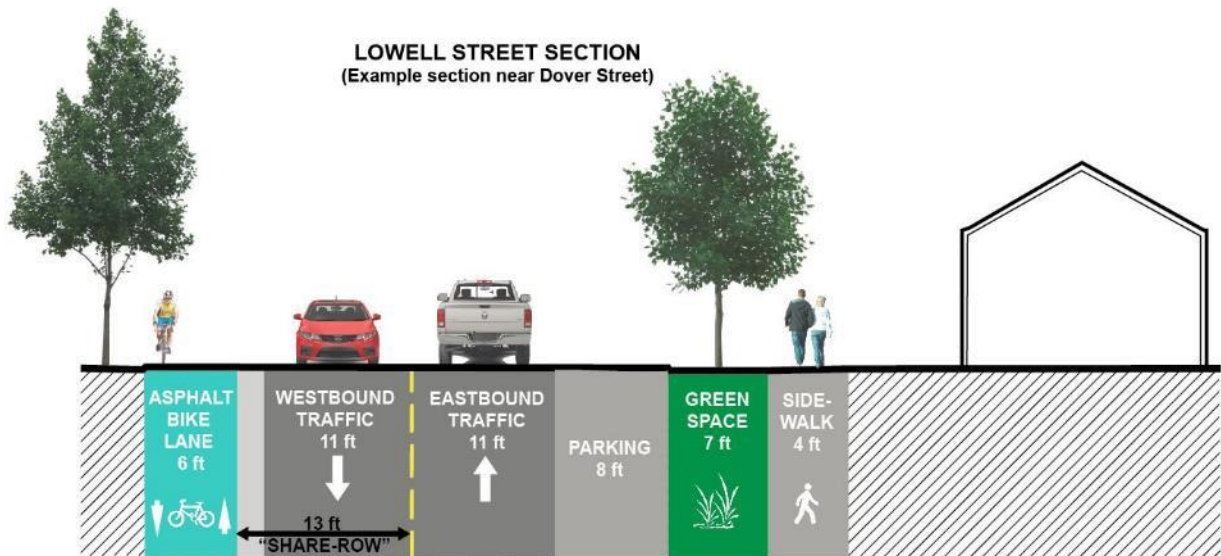 LOWELL STREET SECTION
(Example section near Dover Street)
ASPHALT
BIKE
LANE
6 ft
WESTBOUND
TRAFFIC
11 ft
EASTBOUND
TRAFFIC
11 ft
PARKING
8 ft
GREEN
SPACE
7 ft
SIDE-
WALK
4 ft
13 ft
"SHARE-ROW"